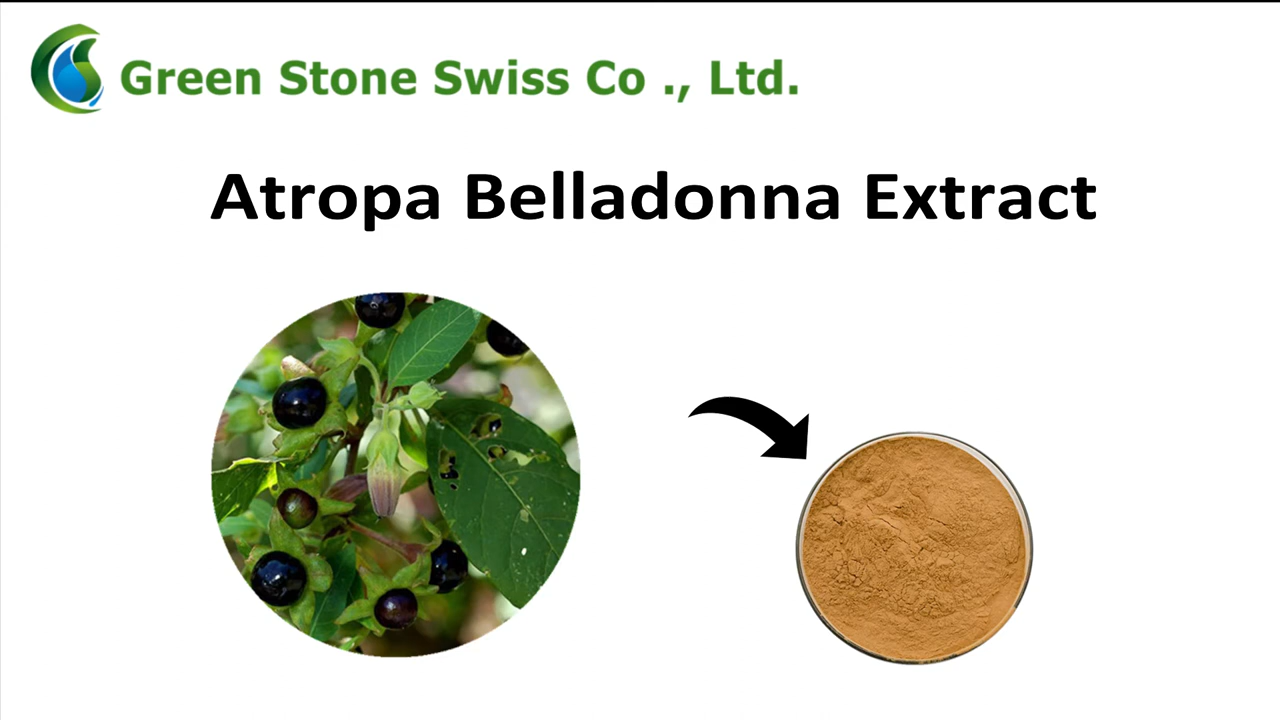 Green Stone Swiss Co ., Ltd.
Atropa Belladonna Extract